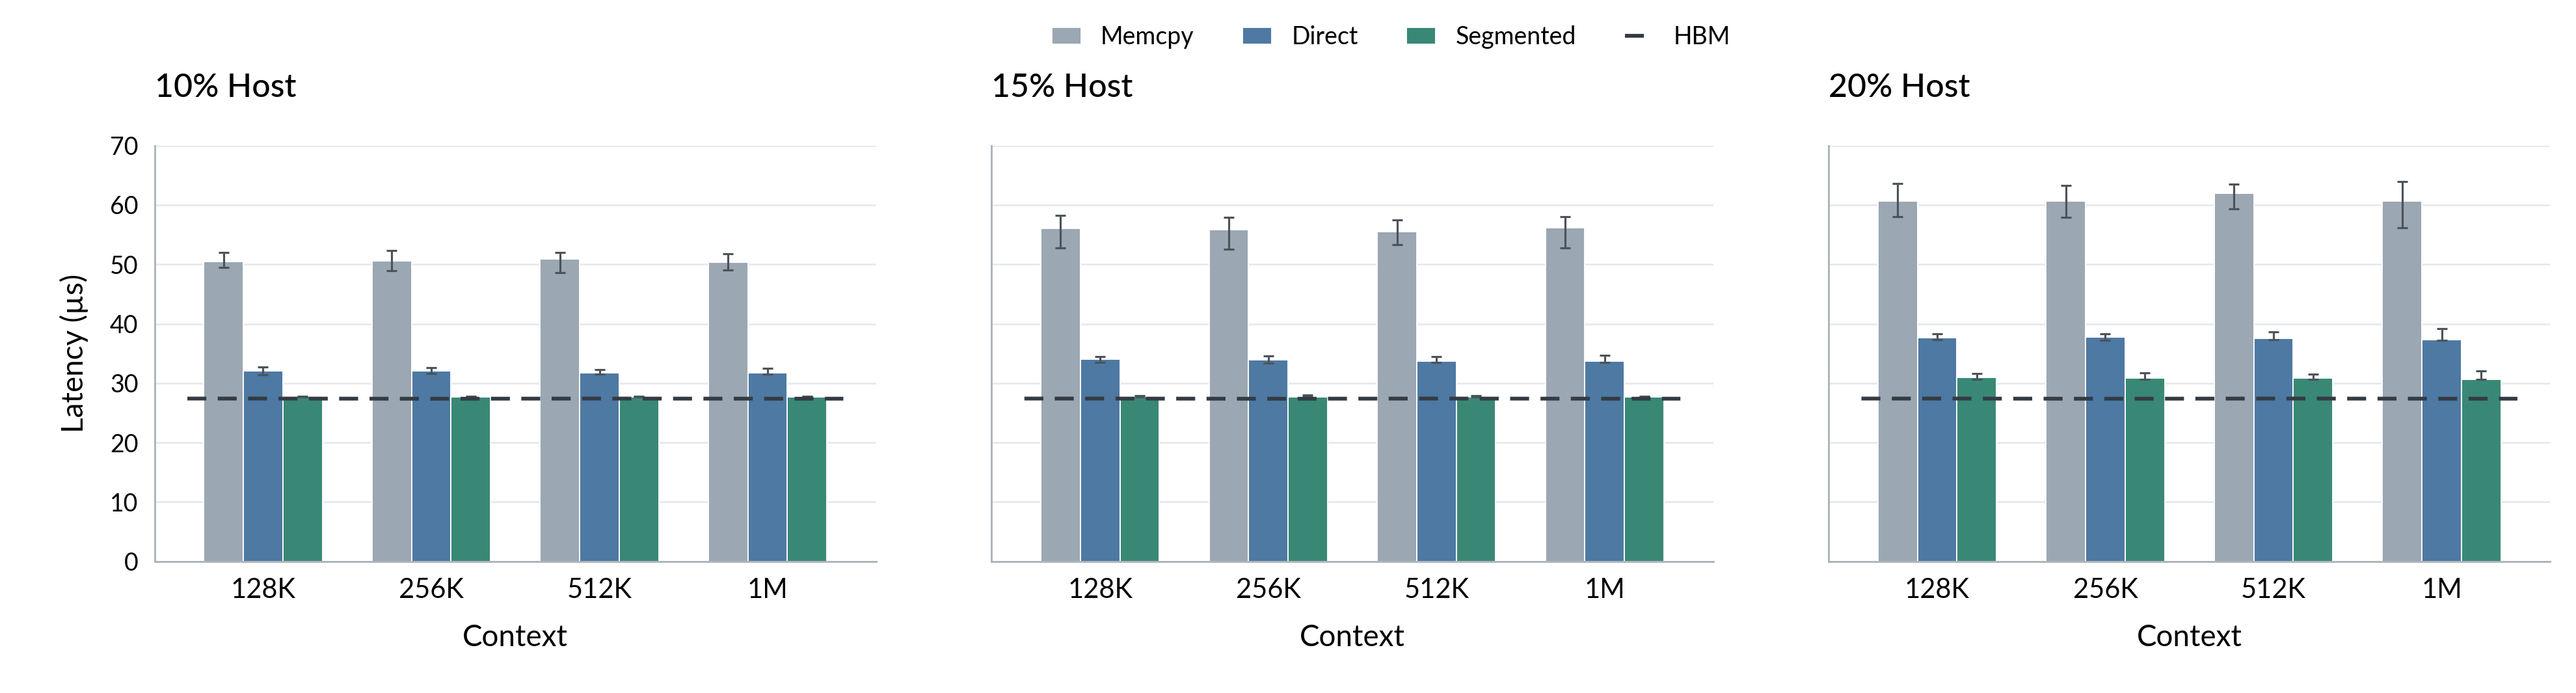 Memcpy Direct Segmented HBM
10% Host 15% Host 20% Host
Latency (µs)
70
60
50
40
30
20
10
0
128K 256K 512K 1M 128K 256K 512K 1M 128K 256K 512K 1M
Context Context Context